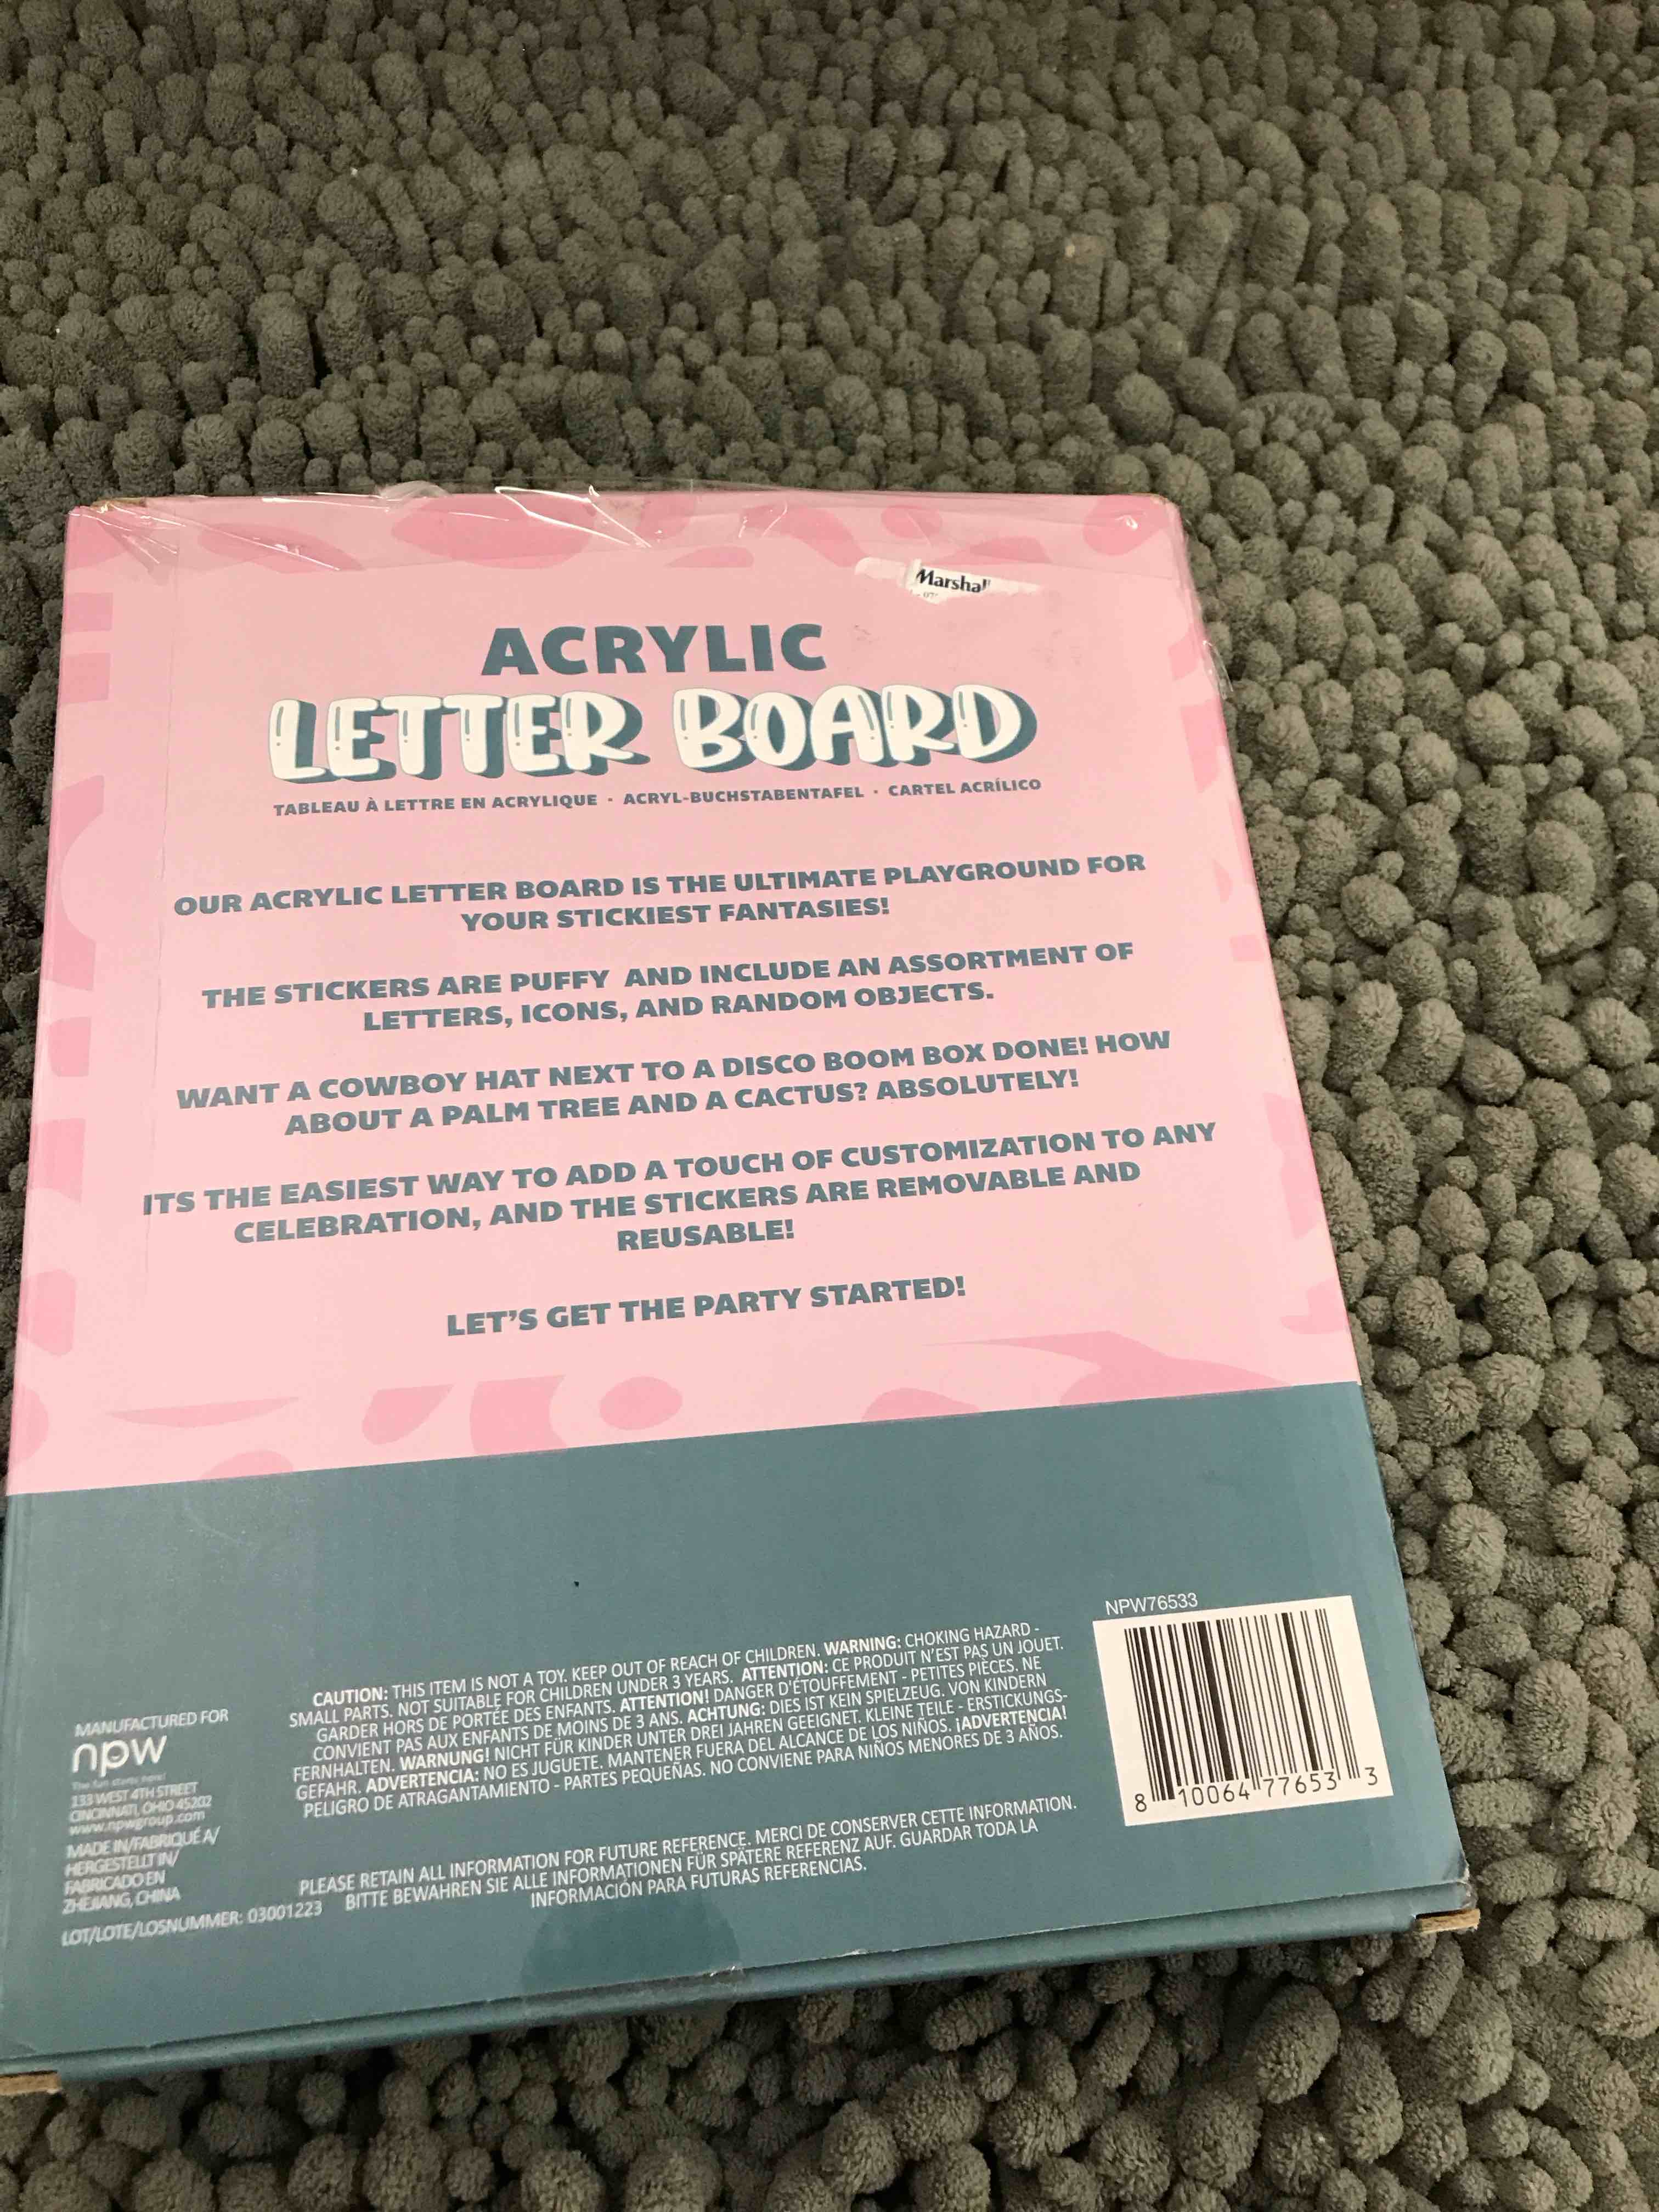 Marshal
ACRYLIC
LETTER BOARD
TABLEAU À LETTRE EN ACRYLIQUE · ACRYL-BUCHSTABENTAFEL · CARTEL ACRÍLICO
OUR ACRYLIC LETTER BOARD IS THE ULTIMATE PLAYGROUND FOR
YOUR STICKIEST FANTASIES!
THE STICKERS ARE PUFFY AND INCLUDE AN ASSORTMENT OF
LETTERS, ICONS, AND RANDOM OBJECTS.
WANT A COWBOY HAT NEXT TO A DISCO BOOM BOX DONE! HOW
ABOUT A PALM TREE AND A CACTUS? ABSOLUTELY!
ITS THE EASIEST WAY TO ADD A TOUCH OF CUSTOMIZATION TO ANY
CELEBRATION, AND THE STICKERS ARE REMOVABLE AND
REUSABLE!
LET'S GET THE PARTY STARTED!
MANUFACTURED FOR
npw
The fun starts here!
133 WEST 4TH STREET
CINCINNATI, OHIO 45202
www.npwgroup.com
MADE IN/FABRIQUÉ A/
HERGESTELLT IN/
FABRICADO EN
ZHEJIANG, CHINA
LOT/LOTE/LOSNUMMER: 03001223
CAUTION: THIS ITEM IS NOT A TOY. KEEP OUT OF REACH OF CHILDREN. WARNING: CHOKING HAZARD -
SMALL PARTS. NOT SUITABLE FOR CHILDREN UNDER 3 YEARS. ATTENTION: CE PRODUIT N'EST PAS UN JOUET.
GARDER HORS DE PORTÉE DES ENFANTS. ATTENTION! DANGER D'ÉTOUFFEMENT - PETITES PIÈCES. NE
CONVIENT PAS AUX ENFANTS DE MOINS DE 3 ANS. ACHTUNG: DIES IST KEIN SPIELZEUG. VON KINDERN
FERNHALTEN. WARNUNG! NICHT FÜR KINDER UNTER DREI JAHREN GEEIGNET. KLEINE TEILE - ERSTICKUNGS-
GEFAHR. ADVERTENCIA: NO ES JUGUETE. MANTENER FUERA DEL ALCANCE DE LOS NIÑOS. ¡ADVERTENCIA!
PELIGRO DE ATRAGANTAMIENTO - PARTES PEQUEÑAS. NO CONVIENE PARA NIÑOS MENORES DE 3 AÑOS.
PLEASE RETAIN ALL INFORMATION FOR FUTURE REFERENCE. MERCI DE CONSERVER CETTE INFORMATION.
BITTE BEWAHREN SIE ALLE INFORMATIONEN FÜR SPÄTERE REFERENZ AUF. GUARDAR TODA LA
INFORMACIÓN PARA FUTURAS REFERENCIAS.
NPW76533
8 10064 77653 3